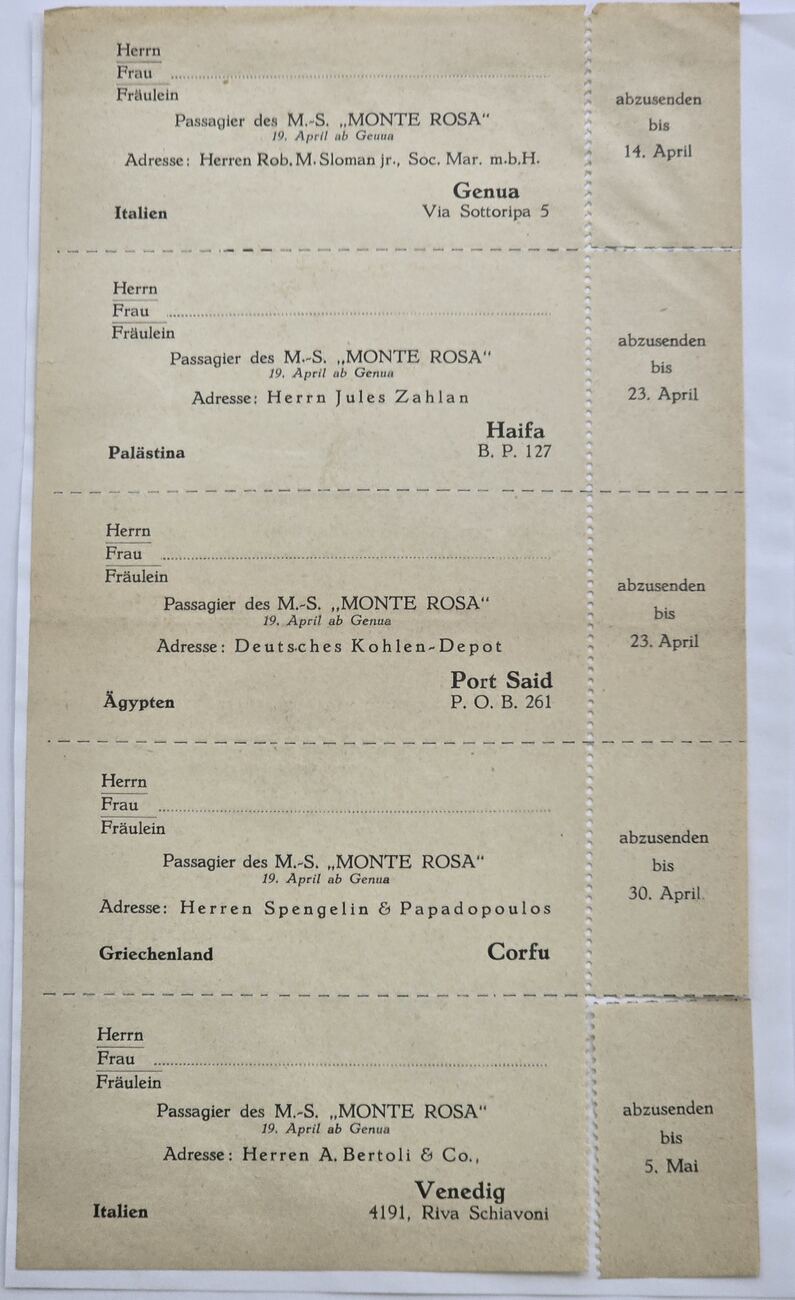 Herrn
Frau
Fräulein
Passagier des M.-S. „MONTE ROSA“
19. April ab Genua
Adresse: Herren Rob. M. Sloman jr., Soc. Mar. m.b.H.
Genua
Italien Via Sottoripa 5
abzusenden
bis
14. April
Herrn
Frau
Fräulein
Passagier des M.-S. „MONTE ROSA“
19. April ab Genua
Adresse: Herrn Jules Zahlan
Haifa
Palästina B. P. 127
abzusenden
bis
23. April
Herrn
Frau
Fräulein
Passagier des M.-S. „MONTE ROSA“
19. April ab Genua
Adresse: Deutsches Kohlen-Depot
Port Said
Ägypten P. O. B. 261
abzusenden
bis
23. April
Herrn
Frau
Fräulein
Passagier des M.-S. „MONTE ROSA“
19. April ab Genua
Adresse: Herren Spengelin & Papadopoulos
Griechenland Corfu
abzusenden
bis
30. April
Herrn
Frau
Fräulein
Passagier des M.-S. „MONTE ROSA“
19. April ab Genua
Adresse: Herren A. Bertoli & Co.,
Venedig
Italien 4191, Riva Schiavoni
abzusenden
bis
5. Mai